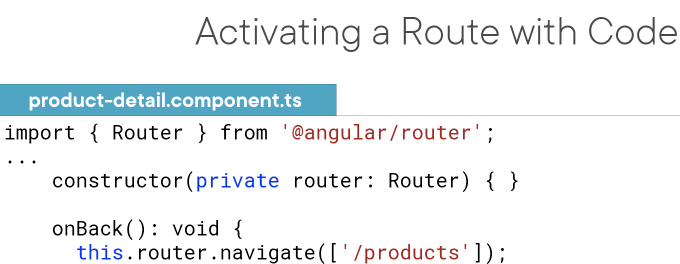 Activating a Route with Code
product-detail.component.ts
import { Router } from '@angular/router';
...
    constructor(private router: Router) { }

    onBack(): void {
      this.router.navigate(['/products']);